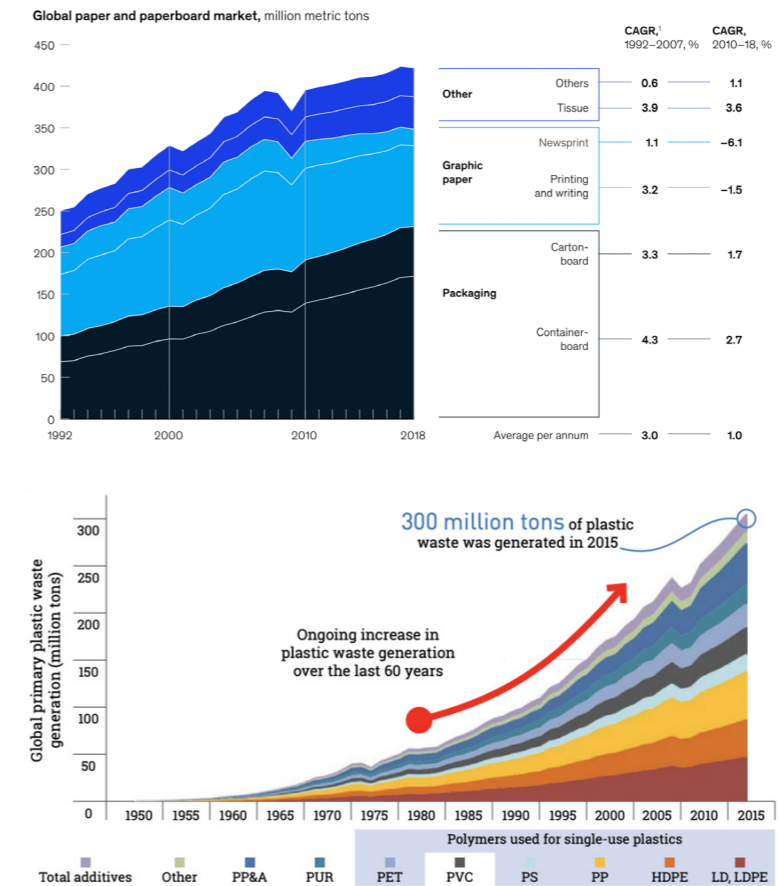 Global paper and paperboard market, million metric tons
CAGR,¹
1992–2007, %
CAGR,
2010–18, %
450
400
350
300
250
200
150
100
50
0
1992
2000
2010
2018
Other
Others
0.6
1.1
Tissue
3.9
3.6
Graphic
paper
Newsprint
1.1
–6.1
Printing
and writing
3.2
–1.5
Packaging
Carton-
board
3.3
1.7
Container-
board
4.3
2.7
Average per annum
3.0
1.0
Global primary plastic waste
generation (million tons)
300
250
200
150
100
50
0
300 million tons of plastic
waste was generated in 2015
Ongoing increase in
plastic waste generation
over the last 60 years
1950 1955 1960 1965 1970 1975 1980 1985 1990 1995 2000 2005 2010 2015
Polymers used for single-use plastics
Total additives Other PP&A PUR PET PVC PS PP HDPE LD, LDPE